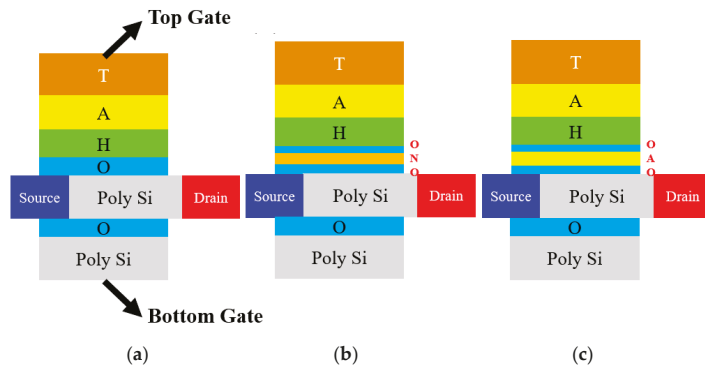 Top Gate
T
A
H
O
Source
Poly Si
Drain
O
Poly Si
Bottom Gate
(a)
T
A
H
O
N
O
Source
Poly Si
Drain
O
Poly Si
(b)
T
A
H
O
A
O
Source
Poly Si
Drain
O
Poly Si
(c)